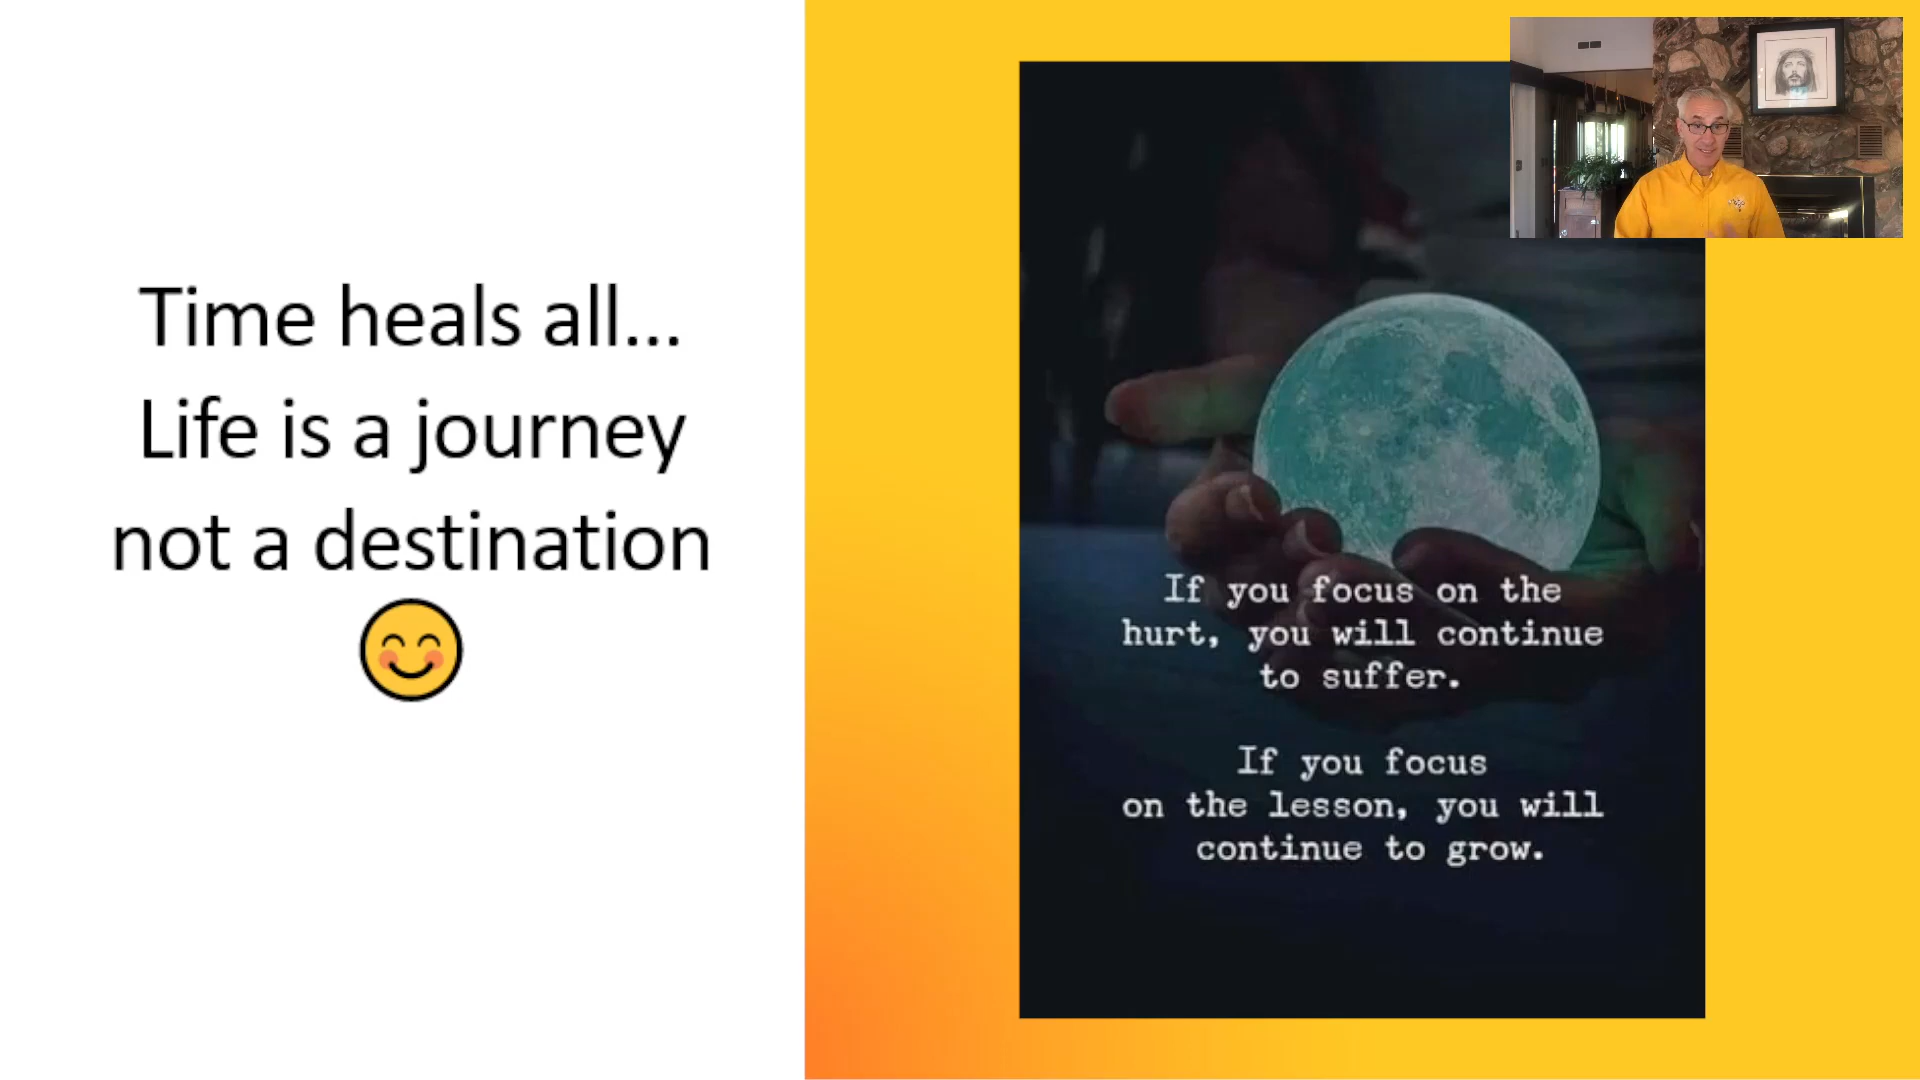 Time heals all...
Life is a journey
not a destination
If you focus on the
hurt, you will continue
to suffer.
If you focus
on the lesson, you will
continue to grow.